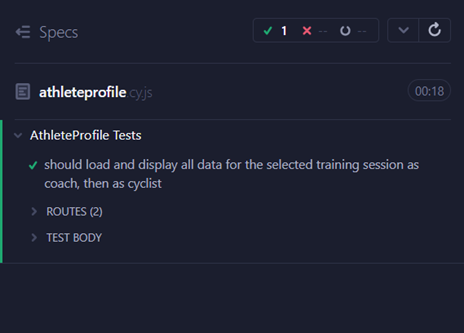 Specs
1
--
--
athleteprofile.cy.js
00:18
AthleteProfile Tests
should load and display all data for the selected training session as
coach, then as cyclist
ROUTES (2)
TEST BODY